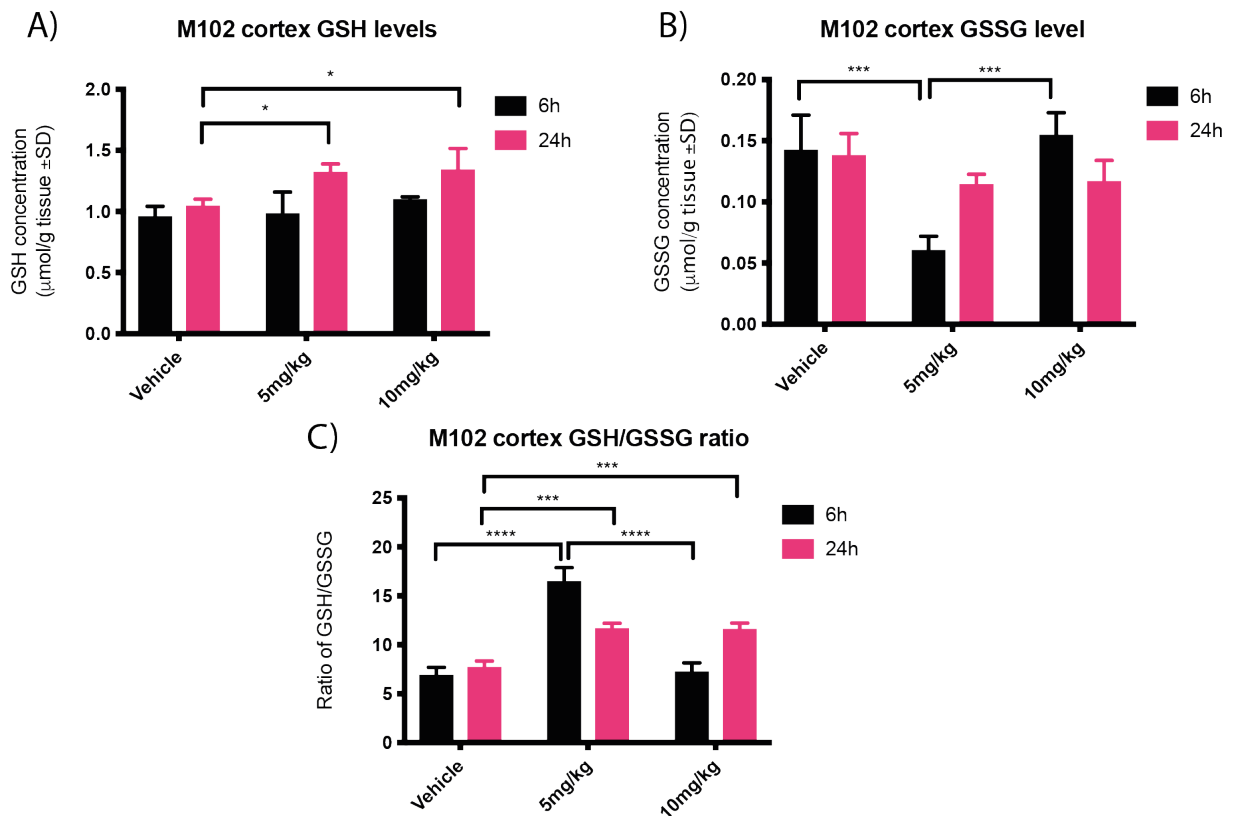 A)
M102 cortex GSH levels
GSH concentration
(µmol/g tissue ±SD)
2.0
1.5
1.0
0.5
0.0
*
*
6h
24h
Vehicle
5mg/kg
10mg/kg
B)
M102 cortex GSSG level
GSSG concentration
(µmol/g tissue ±SD)
0.20
0.15
0.10
0.05
0.00
***
***
6h
24h
Vehicle
5mg/kg
10mg/kg
C)
M102 cortex GSH/GSSG ratio
Ratio of GSH/GSSG
25
20
15
10
5
0
***
***
****
****
6h
24h
Vehicle
5mg/kg
10mg/kg